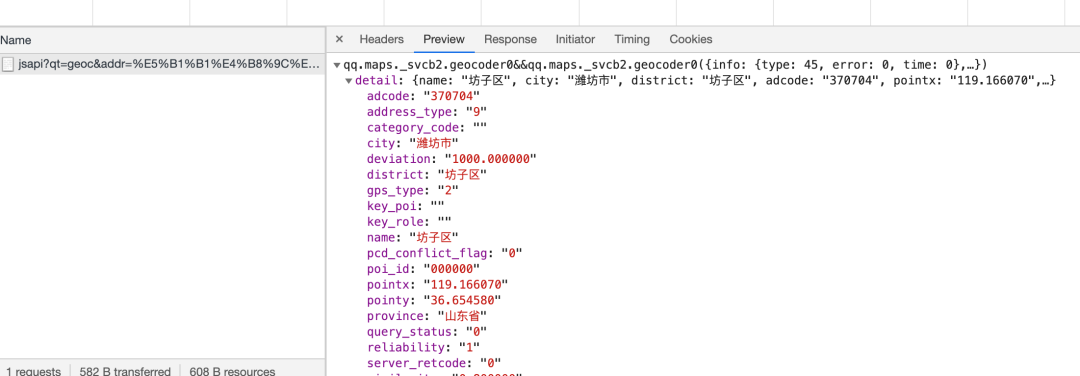 Name
× Headers Preview Response Initiator Timing Cookies
jsapi?qt=geoc&addr=%E5%B1%B1%E4%B8%9C%E…
▼qq.maps._svcb2.geocoder0&&qq.maps._svcb2.geocoder0({info: {type: 45, error: 0, time: 0},…})
▼detail: {name: "坊子区", city: "潍坊市", district: "坊子区", adcode: "370704", pointx: "119.166070",…}
adcode: "370704"
address_type: "9"
category_code: ""
city: "潍坊市"
deviation: "1000.000000"
district: "坊子区"
gps_type: "2"
key_poi: ""
key_role: ""
name: "坊子区"
pcd_conflict_flag: "0"
poi_id: "000000"
pointx: "119.166070"
pointy: "36.654580"
province: "山东省"
query_status: "0"
reliability: "1"
server_retcode: "0"
1 requests 582 B transferred 608 B resources